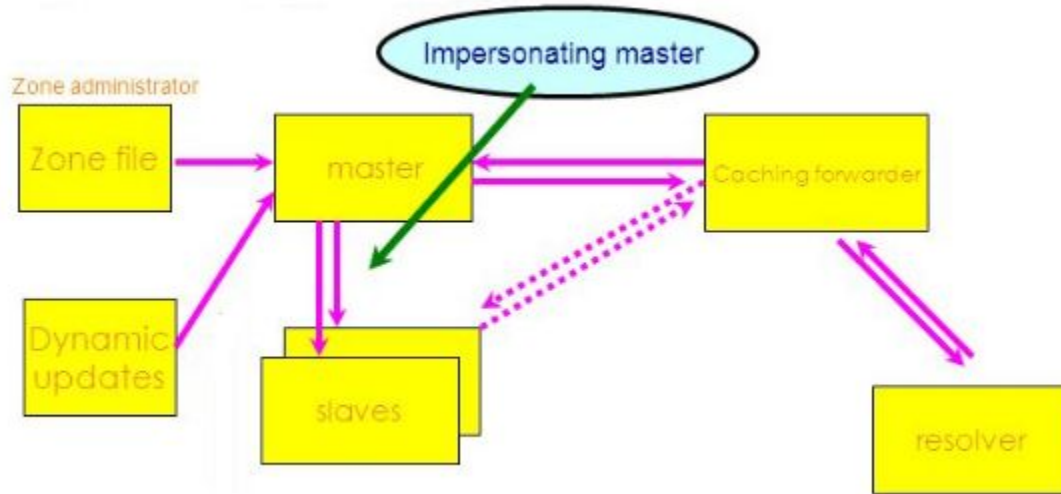 Impersonating master
Zone administrator
Zone file
master
Caching forwarder
Dynamic
updates
slaves
resolver